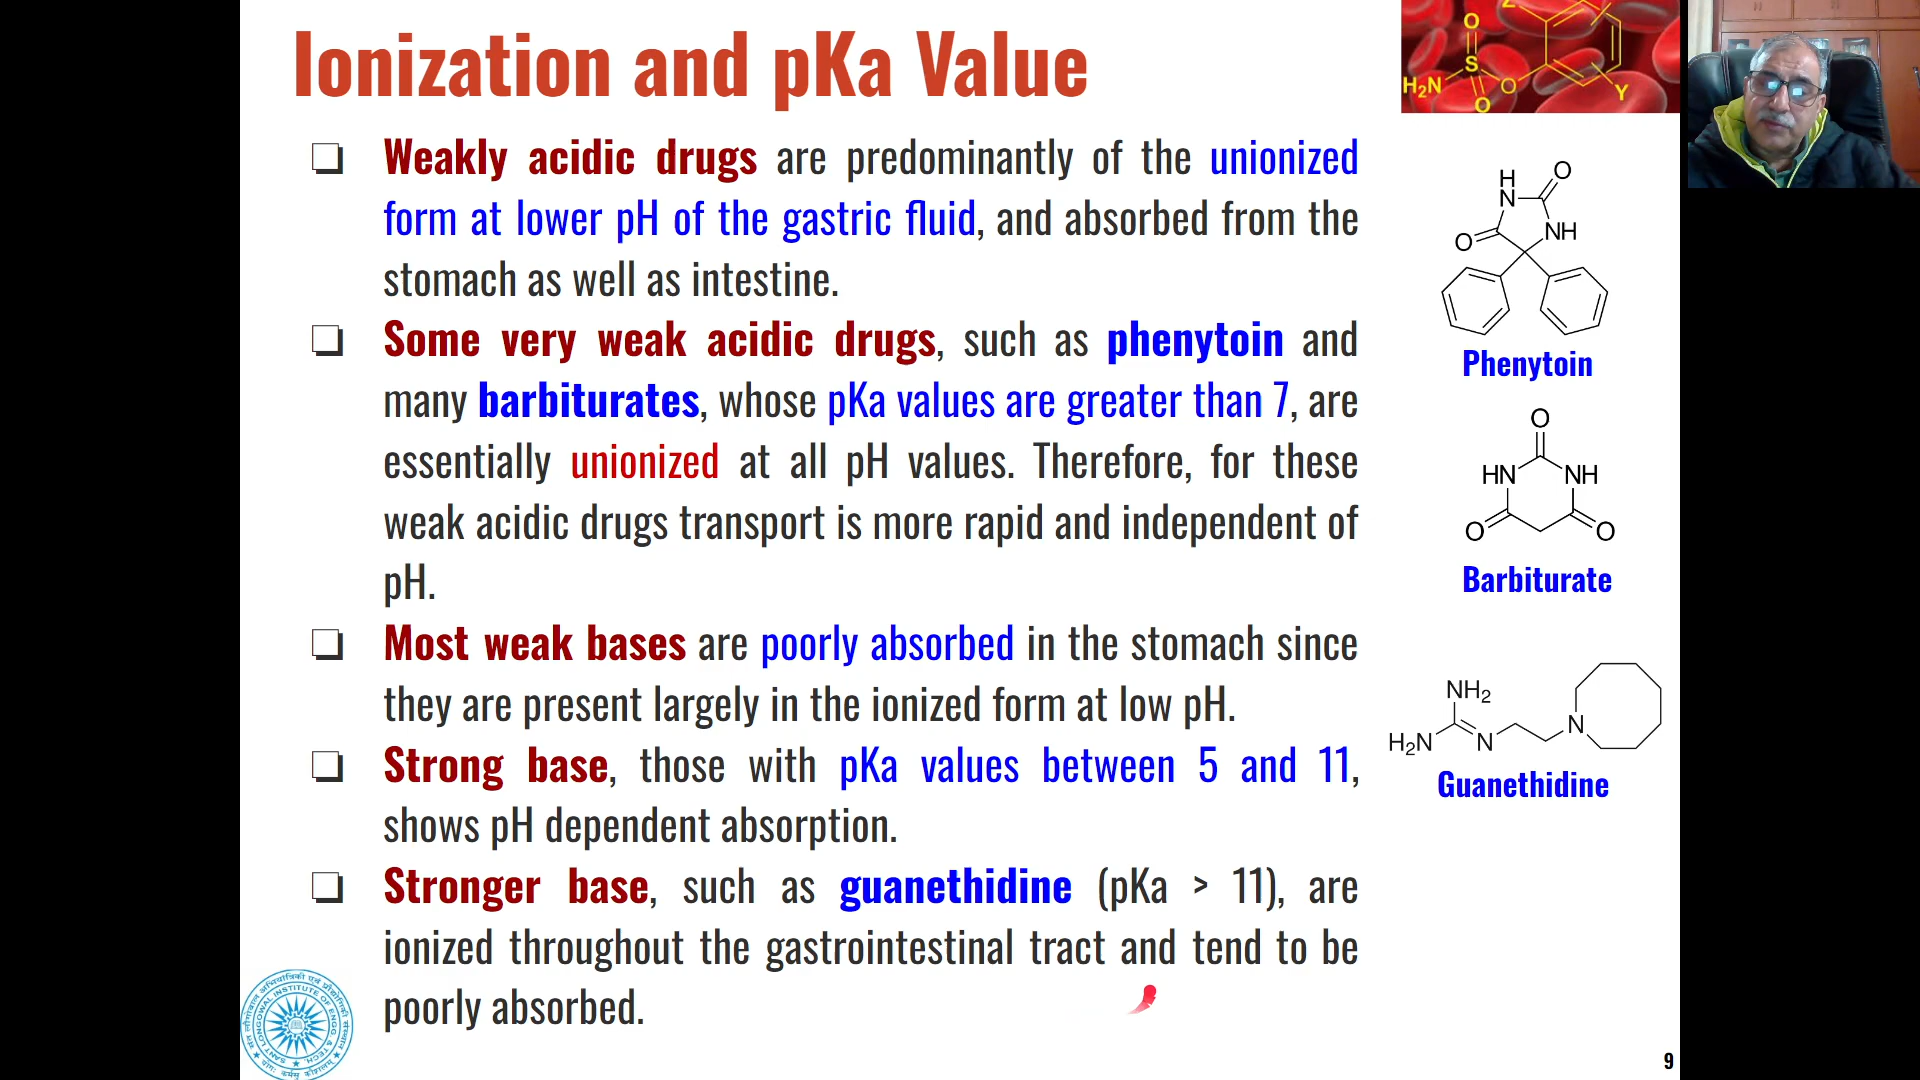 Ionization and pKa Value
❑ Weakly acidic drugs are predominantly of the unionized
form at lower pH of the gastric fluid, and absorbed from the
stomach as well as intestine.
❑ Some very weak acidic drugs, such as phenytoin and
many barbiturates, whose pKa values are greater than 7, are
essentially unionized at all pH values. Therefore, for these
weak acidic drugs transport is more rapid and independent of
pH.
❑ Most weak bases are poorly absorbed in the stomach since
they are present largely in the ionized form at low pH.
❑ Strong base, those with pKa values between 5 and 11,
shows pH dependent absorption.
❑ Stronger base, such as guanethidine (pKa > 11), are
ionized throughout the gastrointestinal tract and tend to be
poorly absorbed.
Z
O
H₂N S O
O
Y
H
N O
O NH
Phenytoin
O
HN NH
O O
Barbiturate
NH₂
H₂N N N
Guanethidine
SANT LONGOWAL INSTITUTE OF ENGG. & TECH.
9